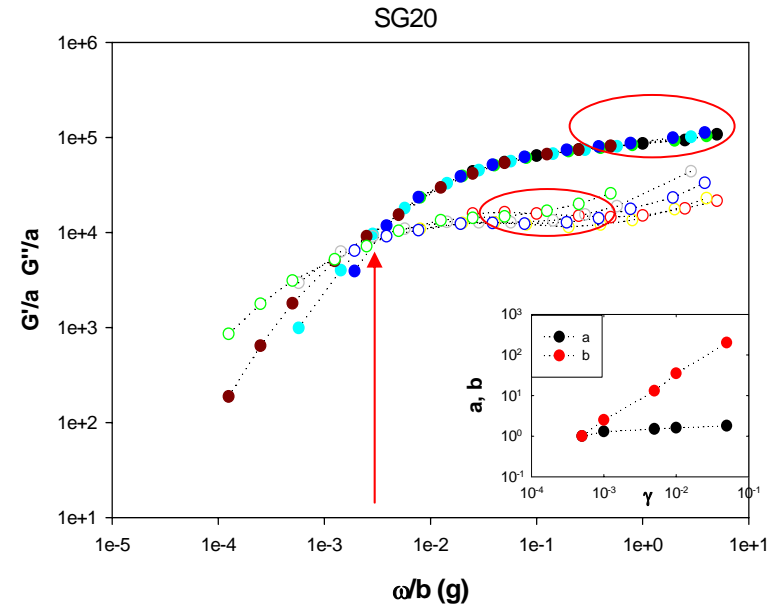 SG20
1e+6
1e+5
1e+4
1e+3
1e+2
1e+1
G'/a G''/a
1e-5 1e-4 1e-3 1e-2 1e-1 1e+0 1e+1
ω/b (g)
a
b
a, b
10³
10²
10¹
10⁰
10⁻¹
10⁻⁴ 10⁻³ 10⁻² 10⁻¹
γ